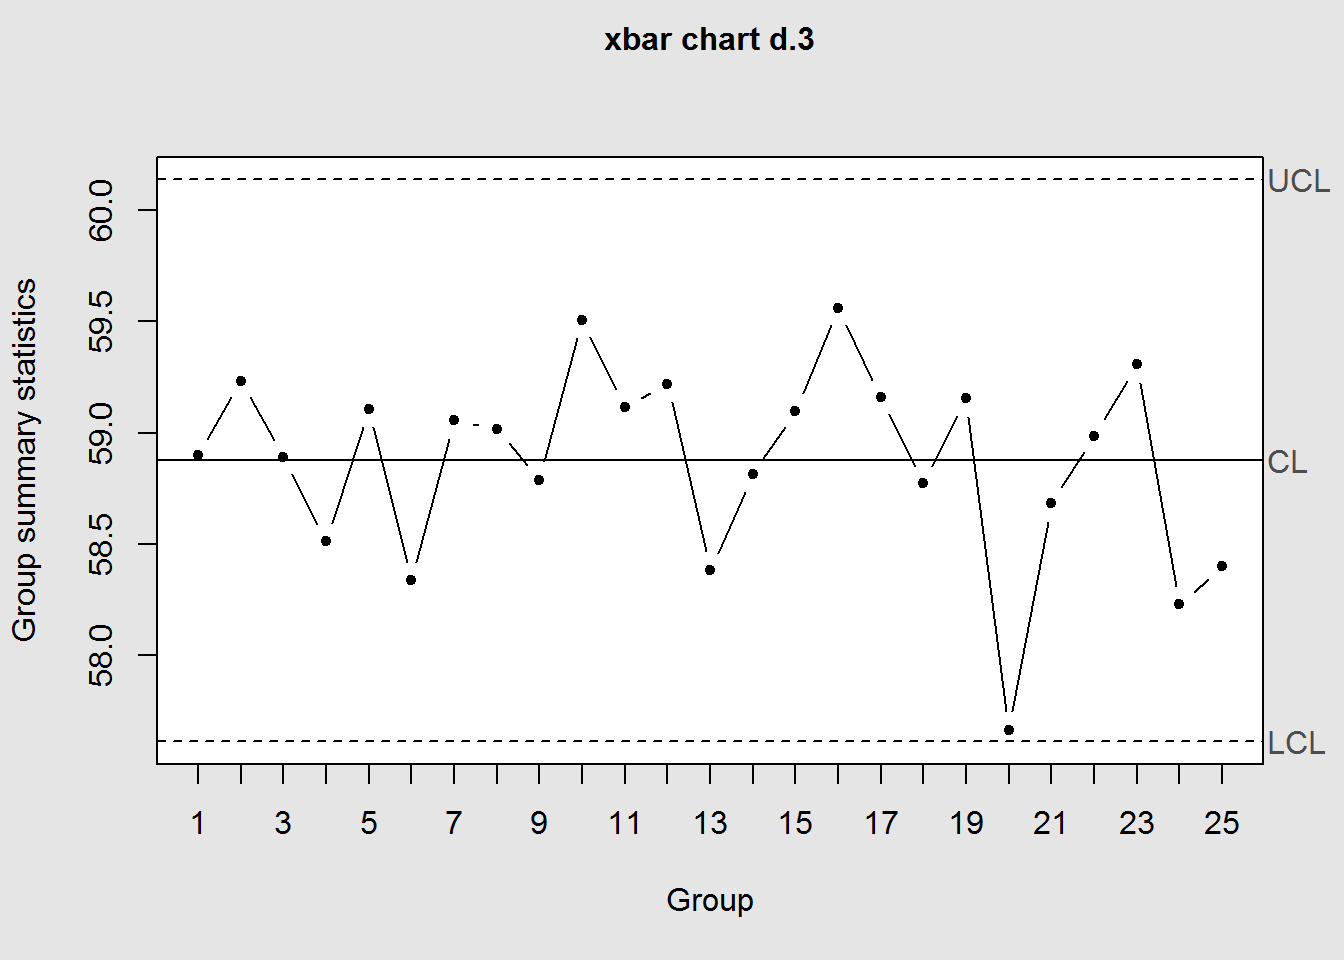 xbar chart d.3
Group summary statistics
60.0
59.5
59.0
58.5
58.0
UCL
CL
LCL
1 3 5 7 9 11 13 15 17 19 21 23 25
Group